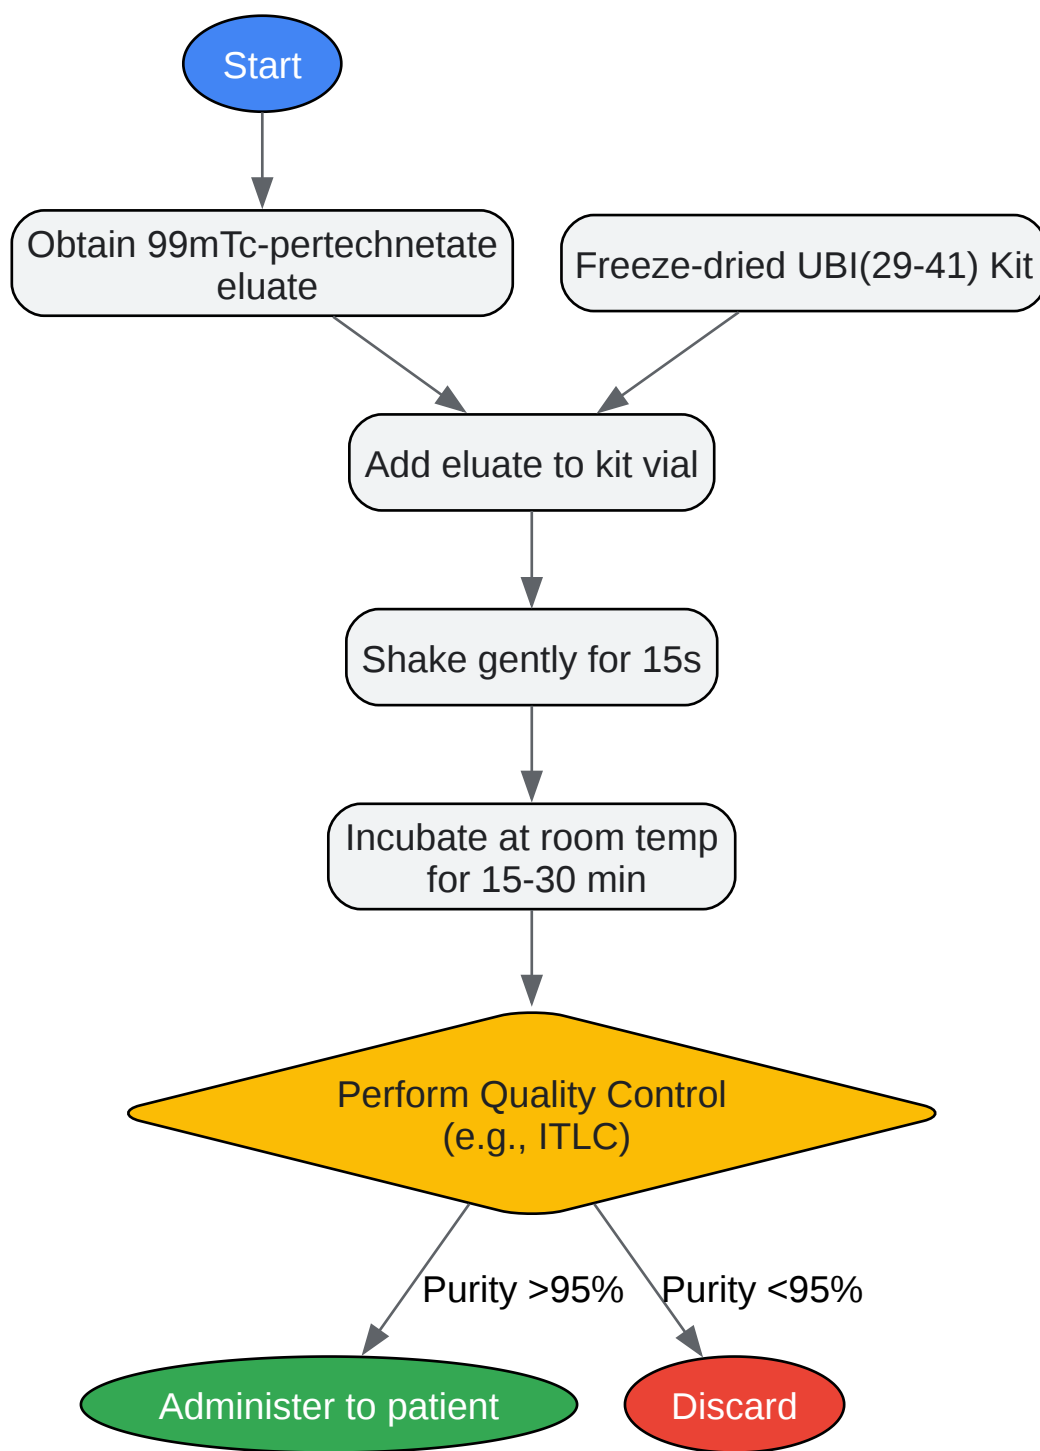 Start
Obtain 99mTc-pertechnetate
eluate
Freeze-dried UBI(29-41) Kit
Add eluate to kit vial
Shake gently for 15s
Incubate at room temp
for 15-30 min
Perform Quality Control
(e.g., ITLC)
Purity >95%
Purity <95%
Administer to patient
Discard